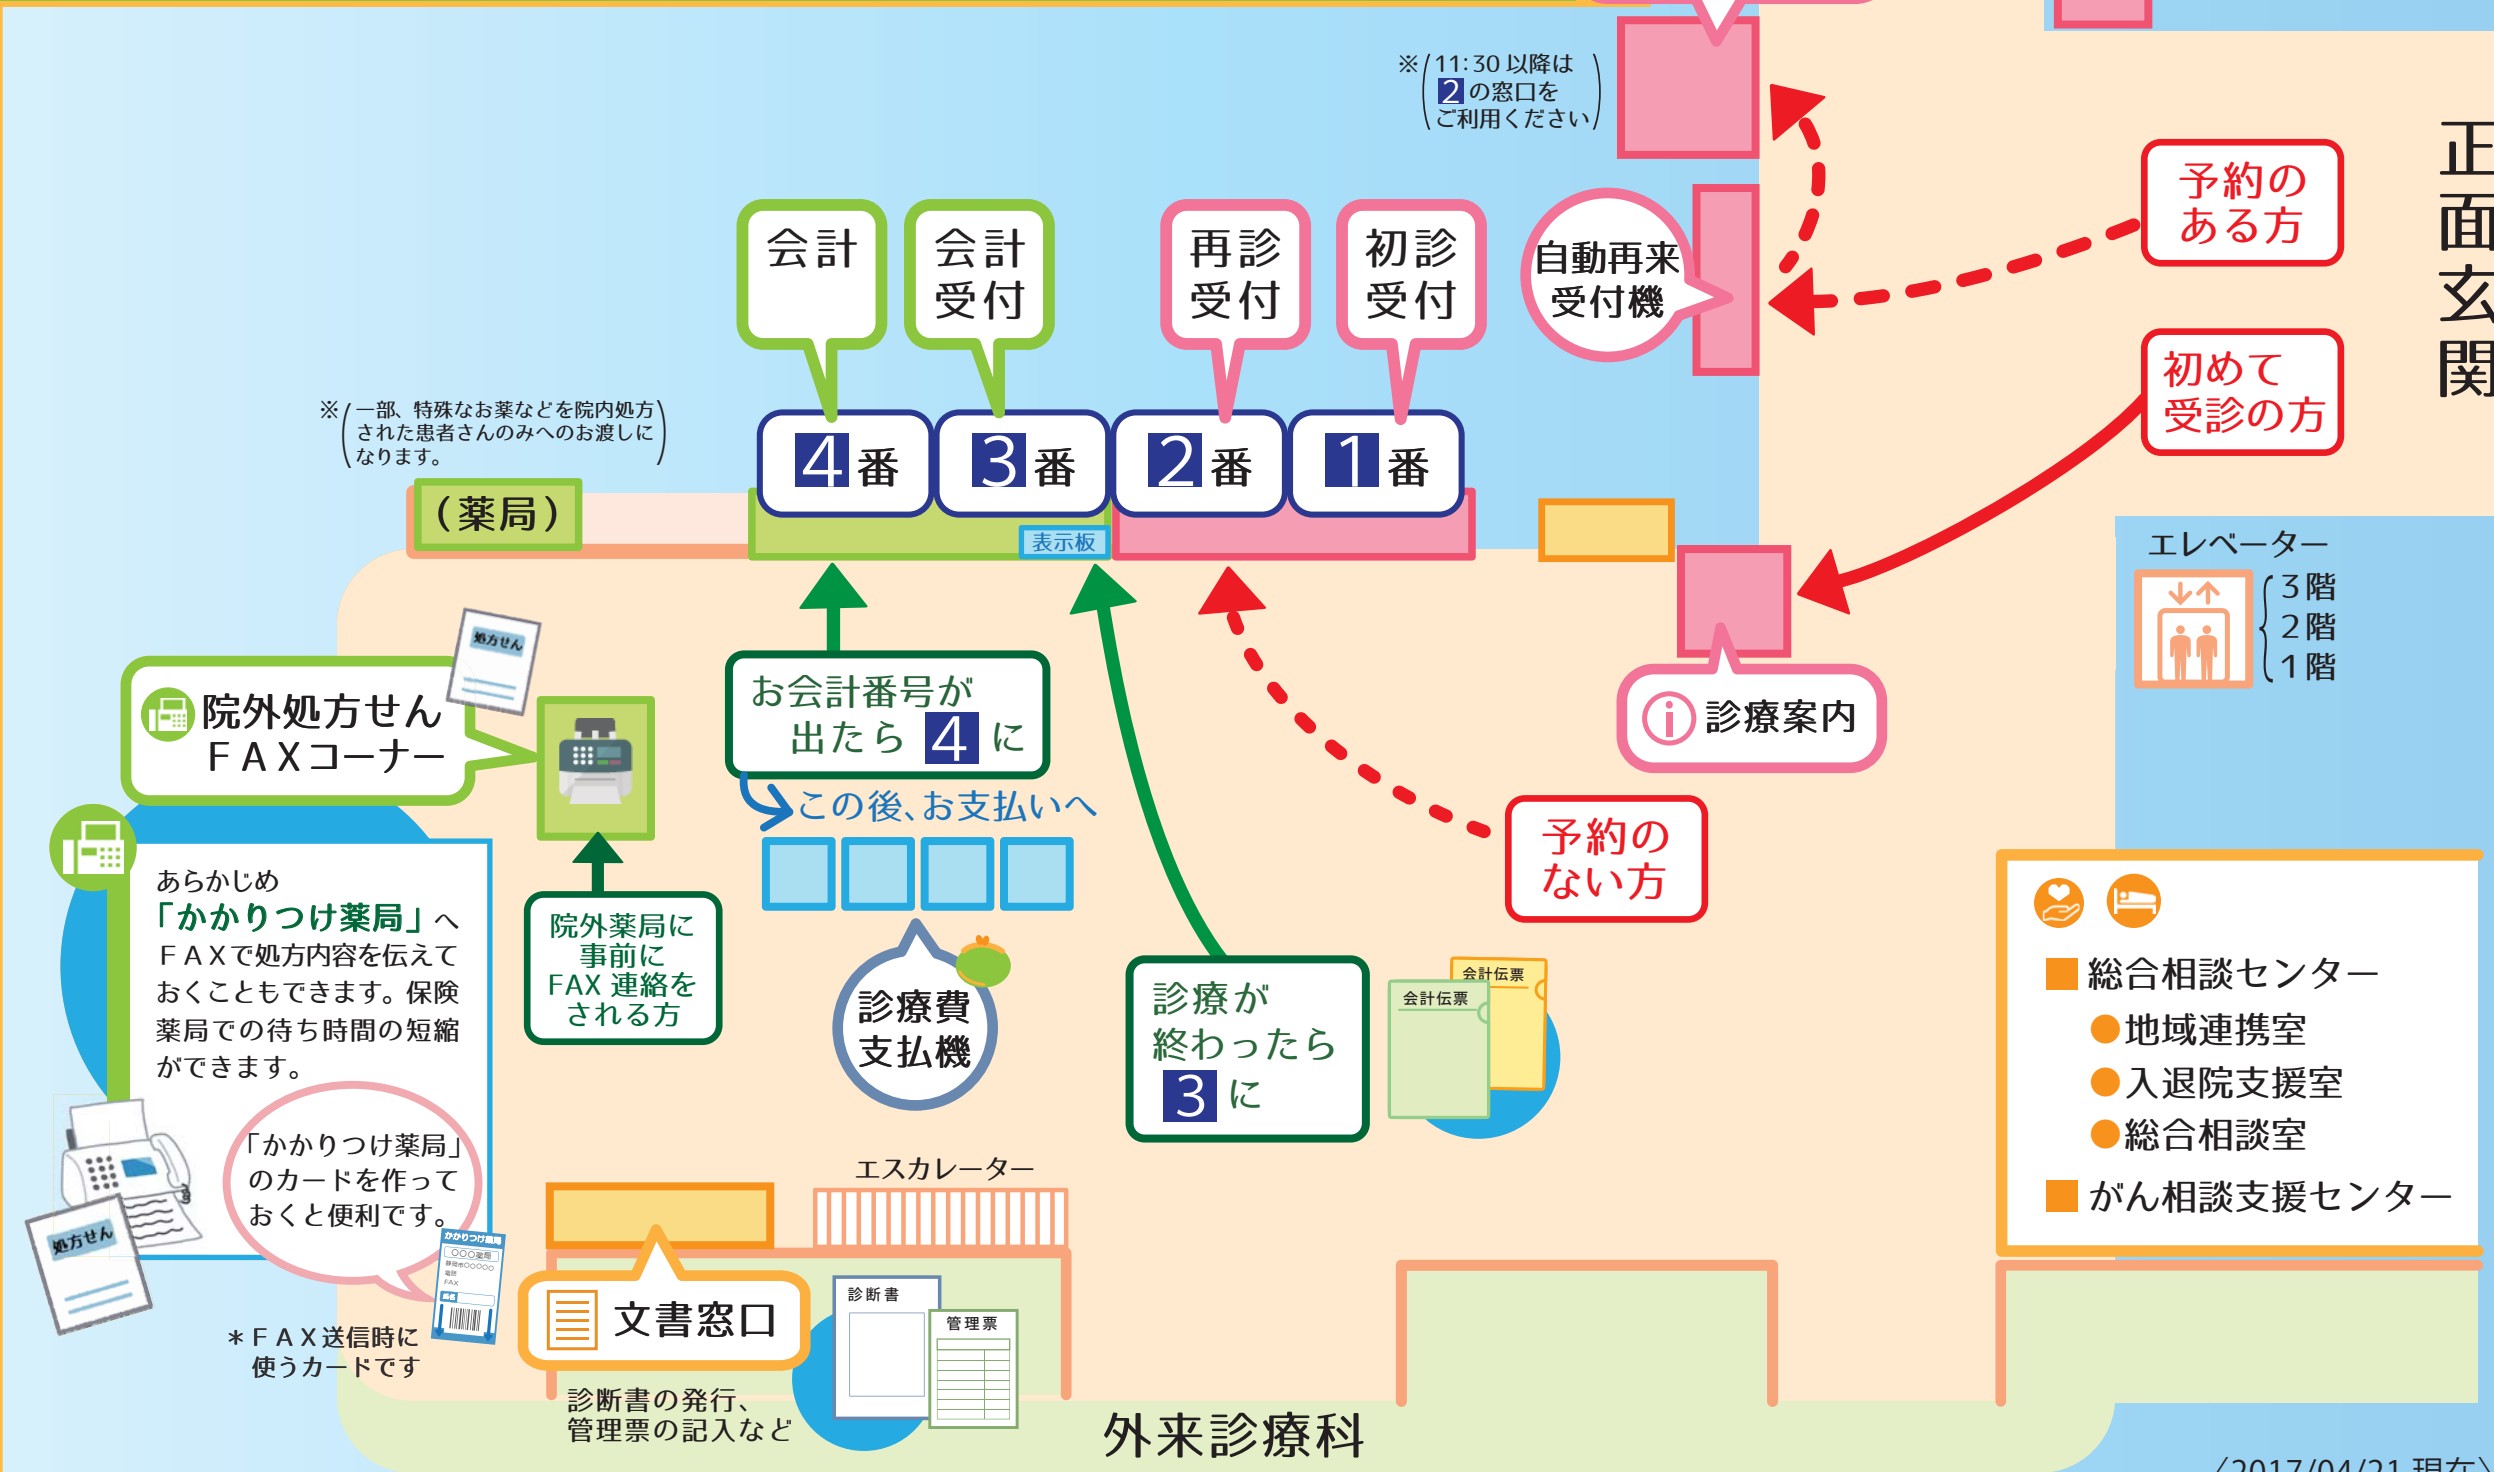 ※(11:30 以降は
2の窓口を
ご利用ください)
正面玄関
予約の
ある方
会計
会計
受付
再診
受付
初診
受付
自動再来
受付機
初めて
受診の方
※(一部、特殊なお薬などを院内処方
された患者さんのみへのお渡しに
なります。)
4番
3番
2番
1番
(薬局)
表示板
エレベーター
3階
2階
1階
処方せん
院外処方せん
FAXコーナー
お会計番号が
出たら 4 に
この後、お支払いへ
診療案内
予約の
ない方
あらかじめ
「かかりつけ薬局」へ
FAXで処方内容を伝えて
おくこともできます。保険
薬局での待ち時間の短縮
ができます。
院外薬局に
事前に
FAX 連絡を
される方
診療費
支払機
診療が
終わったら
3 に
会計伝票
会計伝票
総合相談センター
地域連携室
入退院支援室
総合相談室
がん相談支援センター
「かかりつけ薬局」
のカードを作って
おくと便利です。
処方せん
かかりつけ薬局
○○○薬局
静岡市○○○○○
電話
FAX
氏名
*FAX送信時に
使うカードです
エスカレーター
文書窓口
診断書
管理票
診断書の発行、
管理票の記入など
外来診療科
〈2017/04/21 現在〉